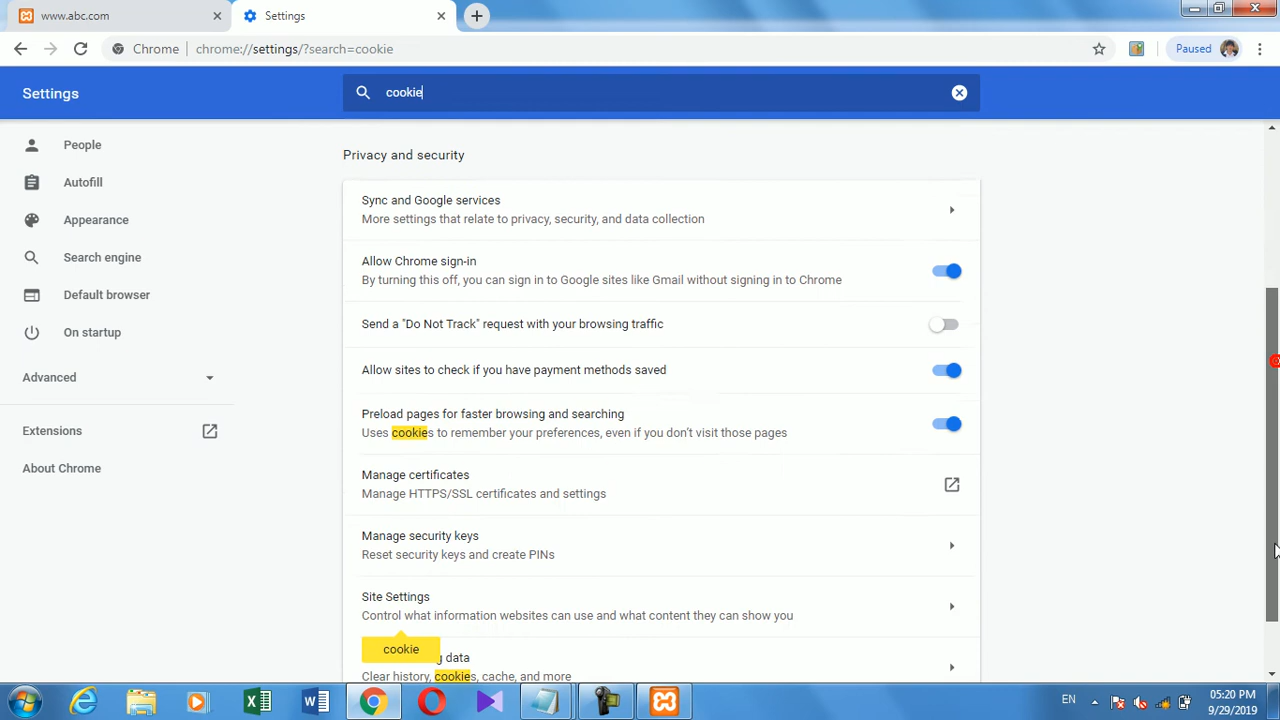 www.abc.com
Settings
Chrome
chrome://settings/?search=cookie
Paused
Settings
cookie
People
Autofill
Appearance
Search engine
Default browser
On startup
Advanced
Extensions
About Chrome
Privacy and security
Sync and Google services
More settings that relate to privacy, security, and data collection
Allow Chrome sign-in
By turning this off, you can sign in to Google sites like Gmail without signing in to Chrome
Send a "Do Not Track" request with your browsing traffic
Allow sites to check if you have payment methods saved
Preload pages for faster browsing and searching
Uses cookies to remember your preferences, even if you don't visit those pages
Manage certificates
Manage HTTPS/SSL certificates and settings
Manage security keys
Reset security keys and create PINs
Site Settings
Control what information websites can use and what content they can show you
cookie
data
Clear history, cookies, cache, and more
EN
05:20 PM
9/29/2019